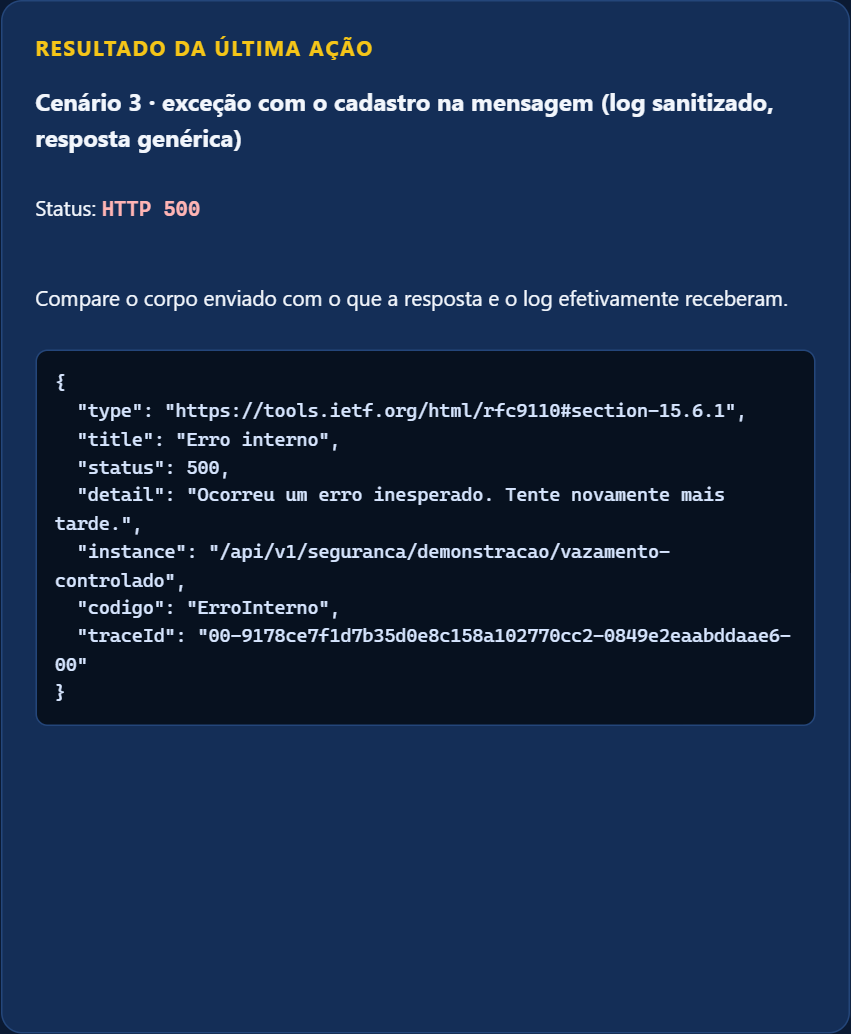 RESULTADO DA ÚLTIMA AÇÃO
Cenário 3 · exceção com o cadastro na mensagem (log sanitizado,
resposta genérica)
Status: HTTP 500
Compare o corpo enviado com o que a resposta e o log efetivamente receberam.
{
  "type": "https://tools.ietf.org/html/rfc9110#section-15.6.1",
  "title": "Erro interno",
  "status": 500,
  "detail": "Ocorreu um erro inesperado. Tente novamente mais
tarde.",
  "instance": "/api/v1/seguranca/demonstracao/vazamento-
controlado",
  "codigo": "ErroInterno",
  "traceId": "00-9178ce7f1d7b35d0e8c158a102770cc2-0849e2eaabddaae6-
00"
}